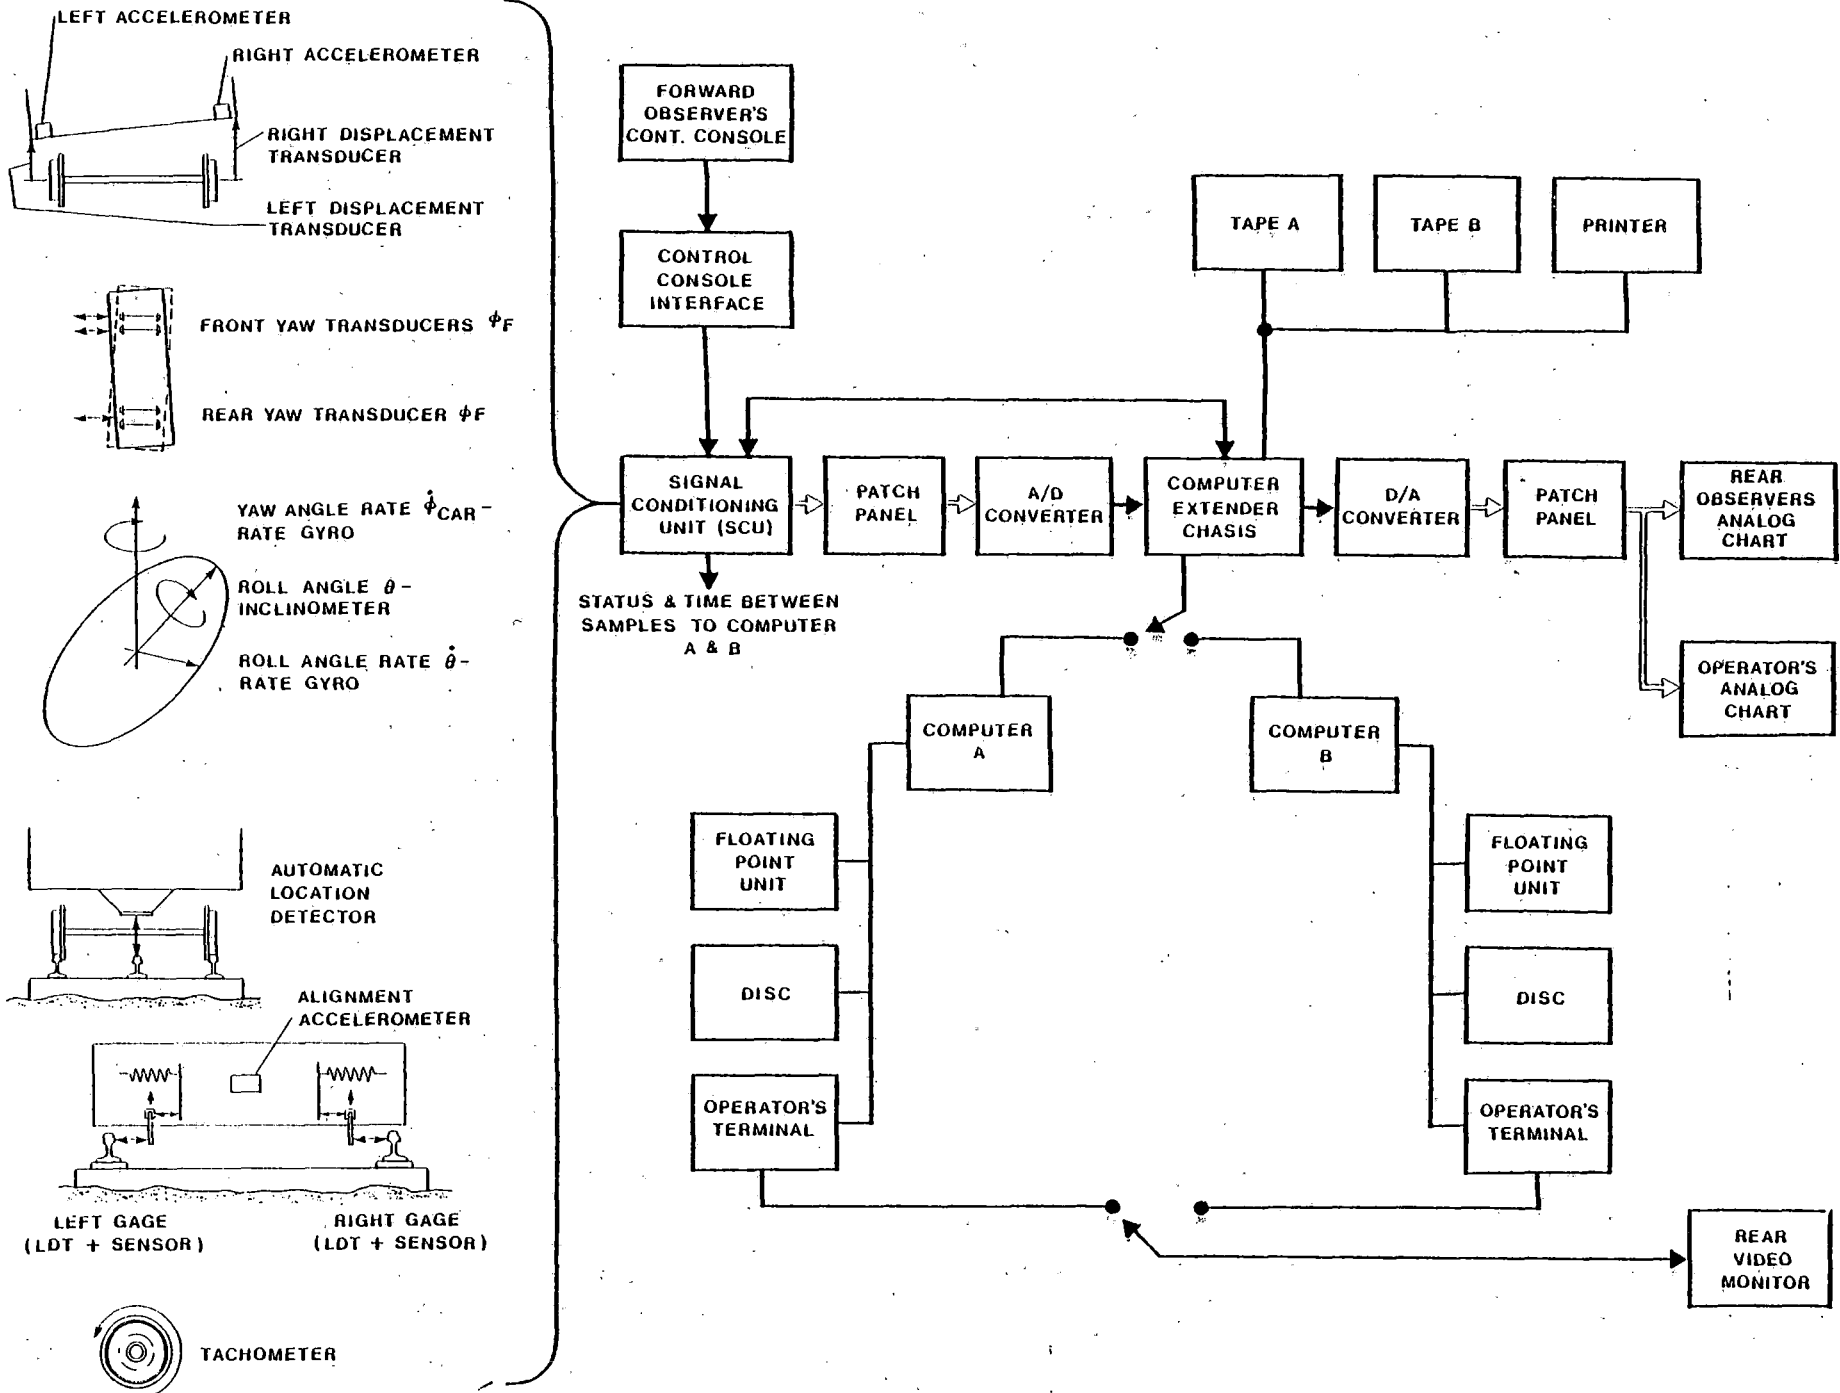 LEFT ACCELEROMETER
RIGHT ACCELEROMETER
RIGHT DISPLACEMENT
TRANSDUCER
LEFT DISPLACEMENT
TRANSDUCER
FRONT YAW TRANSDUCERS ϕF
REAR YAW TRANSDUCER ϕF
YAW ANGLE RATE ϕ̇CAR –
RATE GYRO
ROLL ANGLE θ –
INCLINOMETER
ROLL ANGLE RATE θ̇ –
RATE GYRO
AUTOMATIC
LOCATION
DETECTOR
ALIGNMENT
ACCELEROMETER
LEFT GAGE
(LDT + SENSOR)
RIGHT GAGE
(LDT + SENSOR)
TACHOMETER
FORWARD
OBSERVER'S
CONT. CONSOLE
CONTROL
CONSOLE
INTERFACE
TAPE A
TAPE B
PRINTER
SIGNAL
CONDITIONING
UNIT (SCU)
PATCH
PANEL
A/D
CONVERTER
COMPUTER
EXTENDER
CHASIS
D/A
CONVERTER
PATCH
PANEL
REAR
OBSERVERS
ANALOG
CHART
STATUS & TIME BETWEEN
SAMPLES TO COMPUTER
A & B
OPERATOR'S
ANALOG
CHART
COMPUTER
A
COMPUTER
B
FLOATING
POINT
UNIT
DISC
OPERATOR'S
TERMINAL
FLOATING
POINT
UNIT
DISC
OPERATOR'S
TERMINAL
REAR
VIDEO
MONITOR